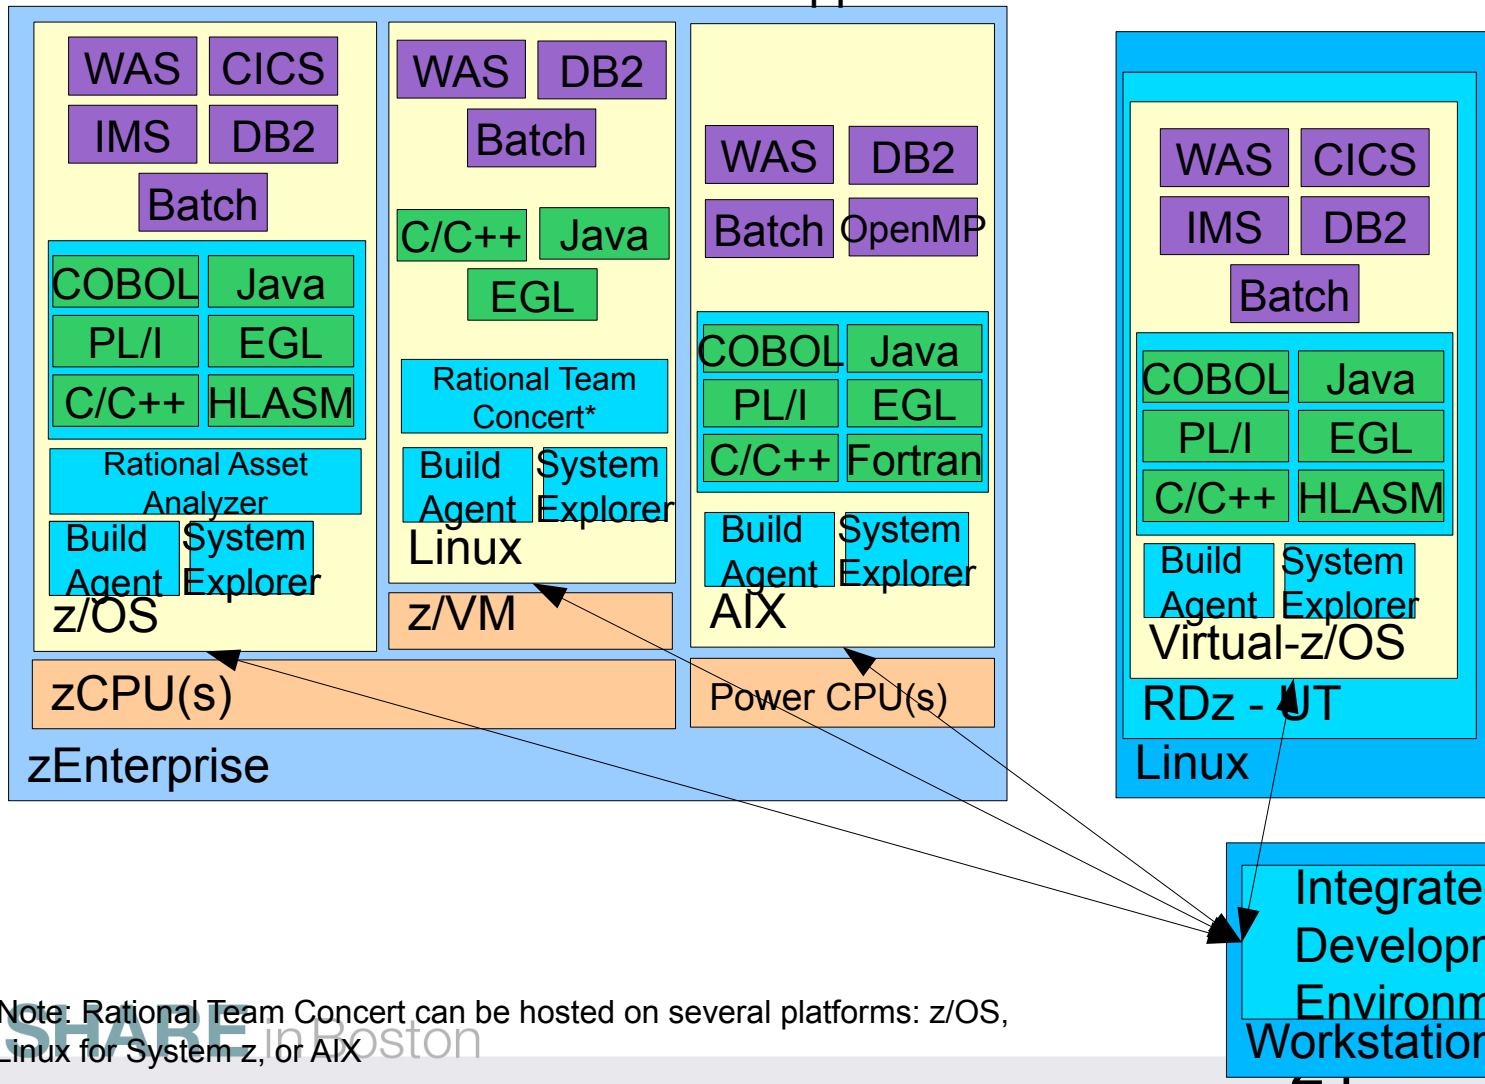 WAS CICS
IMS DB2
Batch
COBOL Java
PL/I EGL
C/C++ HLASM
Rational Asset
Analyzer
Build
Agent
System
Explorer
z/OS
WAS DB2
Batch
C/C++ Java
EGL
Rational Team
Concert*
Build
Agent
System
Explorer
Linux
z/VM
zCPU(s)
WAS DB2
Batch OpenMP
COBOL Java
PL/I EGL
C/C++ Fortran
Build
Agent
System
Explorer
AIX
Power CPU(s)
zEnterprise
WAS CICS
IMS DB2
Batch
COBOL Java
PL/I EGL
C/C++ HLASM
Build
Agent
System
Explorer
Virtual-z/OS
RDz - UT
Linux
Integrate
Developm
Environm
Workstation
Note: Rational Team Concert can be hosted on several platforms: z/OS,
Linux for System z, or AIX
SHARE in Boston